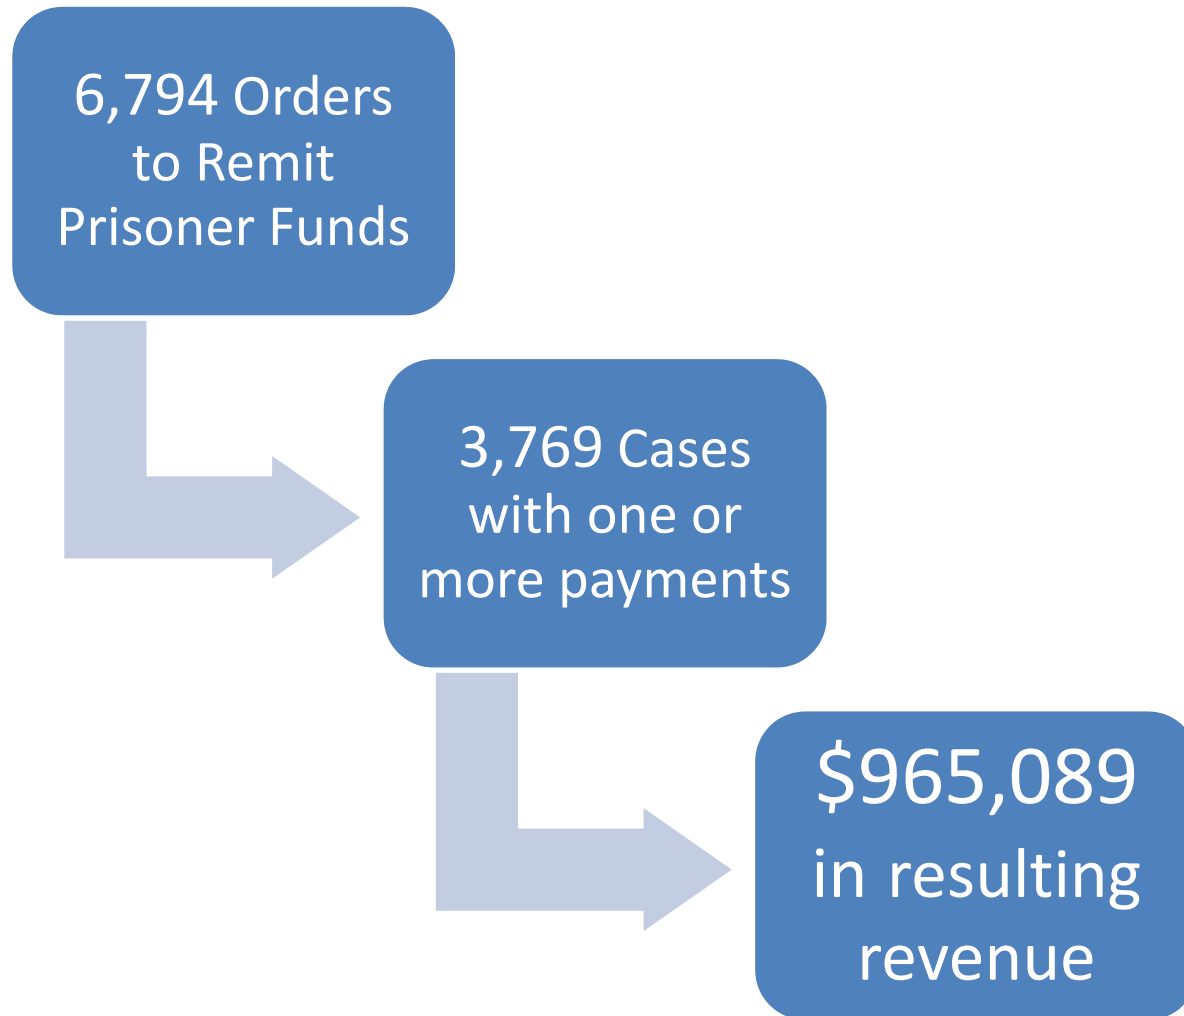 6,794 Orders
to Remit
Prisoner Funds
3,769 Cases
with one or
more payments
$965,089
in resulting
revenue